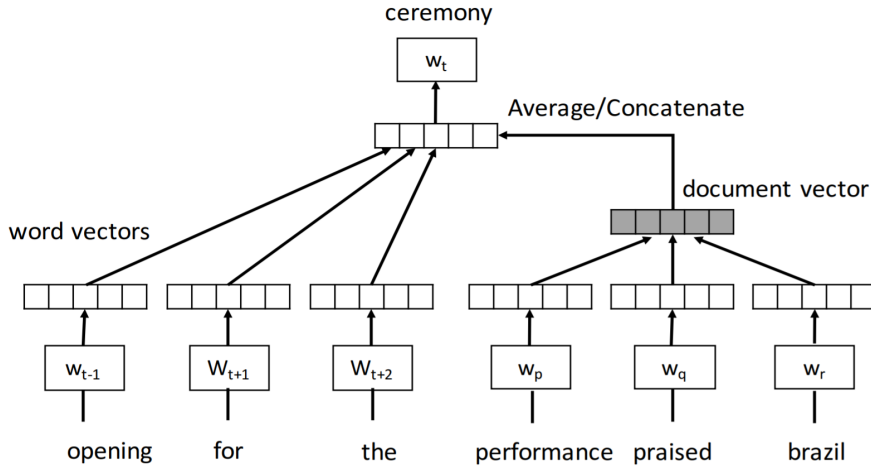 ceremony
wt
Average/Concatenate
document vector
word vectors
wt-1 Wt+1 Wt+2 wp wq wr
opening for the performance praised brazil